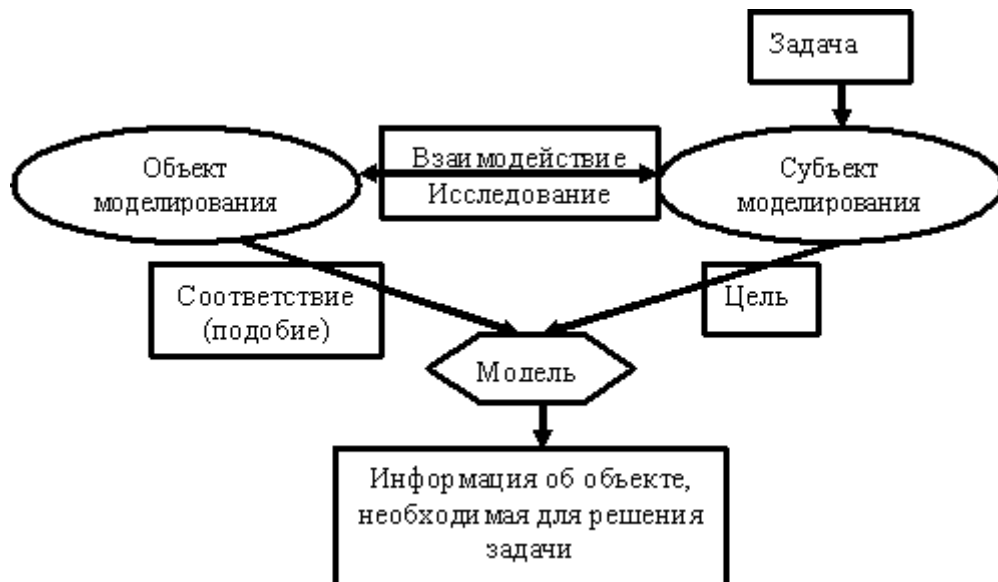 Задача
Взаимодействие
Исследование
Объект
моделирования
Субъект
моделирования
Соответствие
(подобие)
Цель
Модель
Информация об объекте,
необходимая для решения
задачи